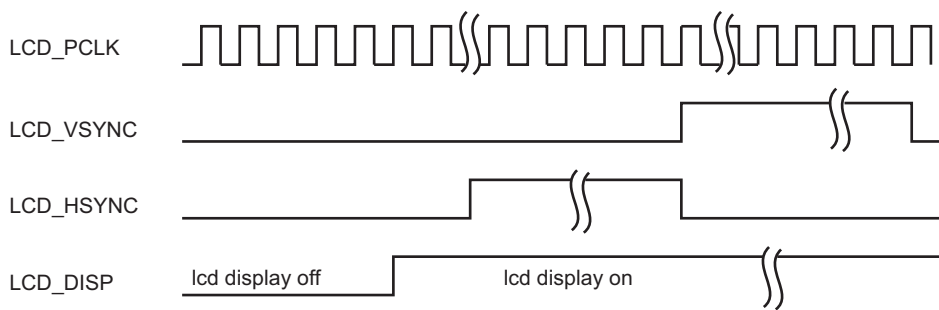 LCD_PCLK
LCD_VSYNC
LCD_HSYNC
LCD_DISP
lcd display off
lcd display on